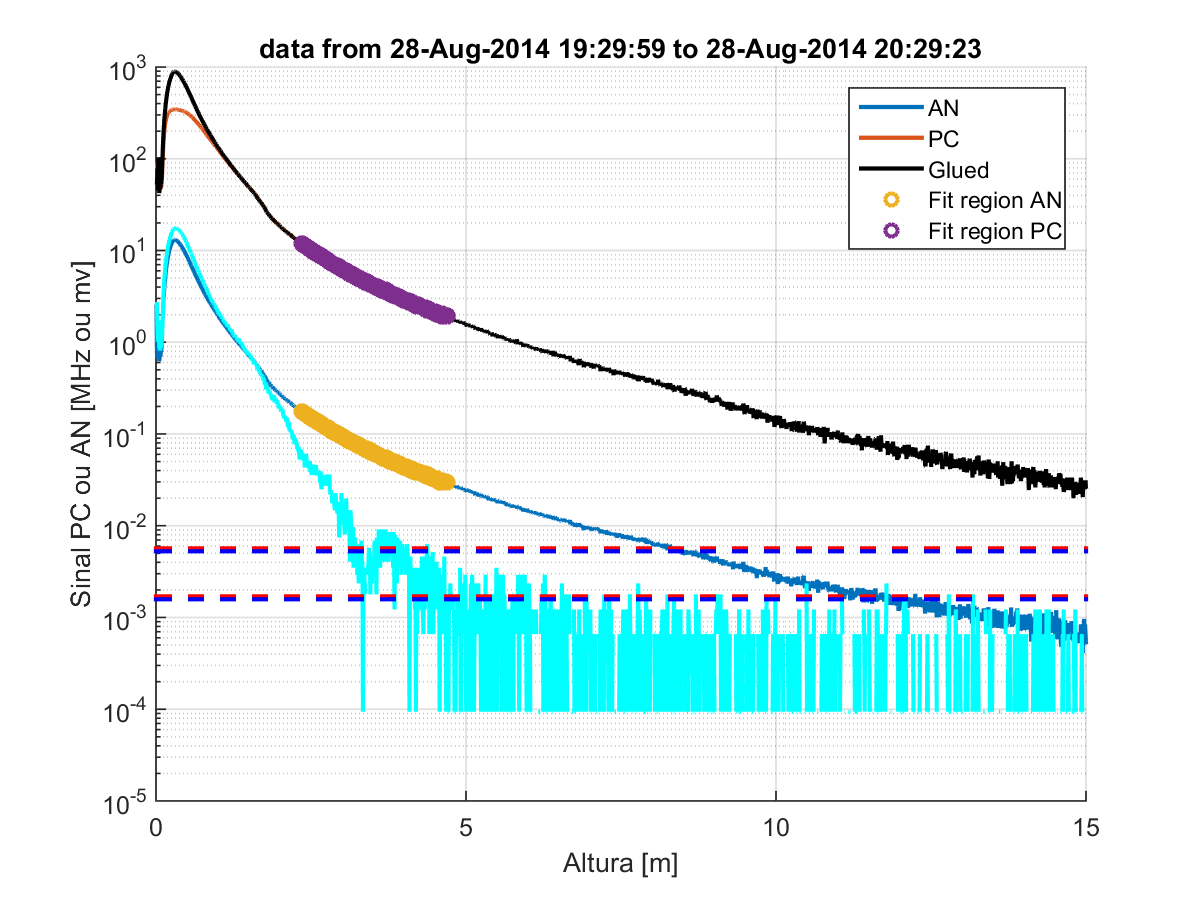 data from 28-Aug-2014 19:29:59 to 28-Aug-2014 20:29:23
Sinal PC ou AN [MHz ou mv]
10^3
10^2
10^1
10^0
10^-1
10^-2
10^-3
10^-4
10^-5
AN
PC
Glued
Fit region AN
Fit region PC
0 5 10 15
Altura [m]